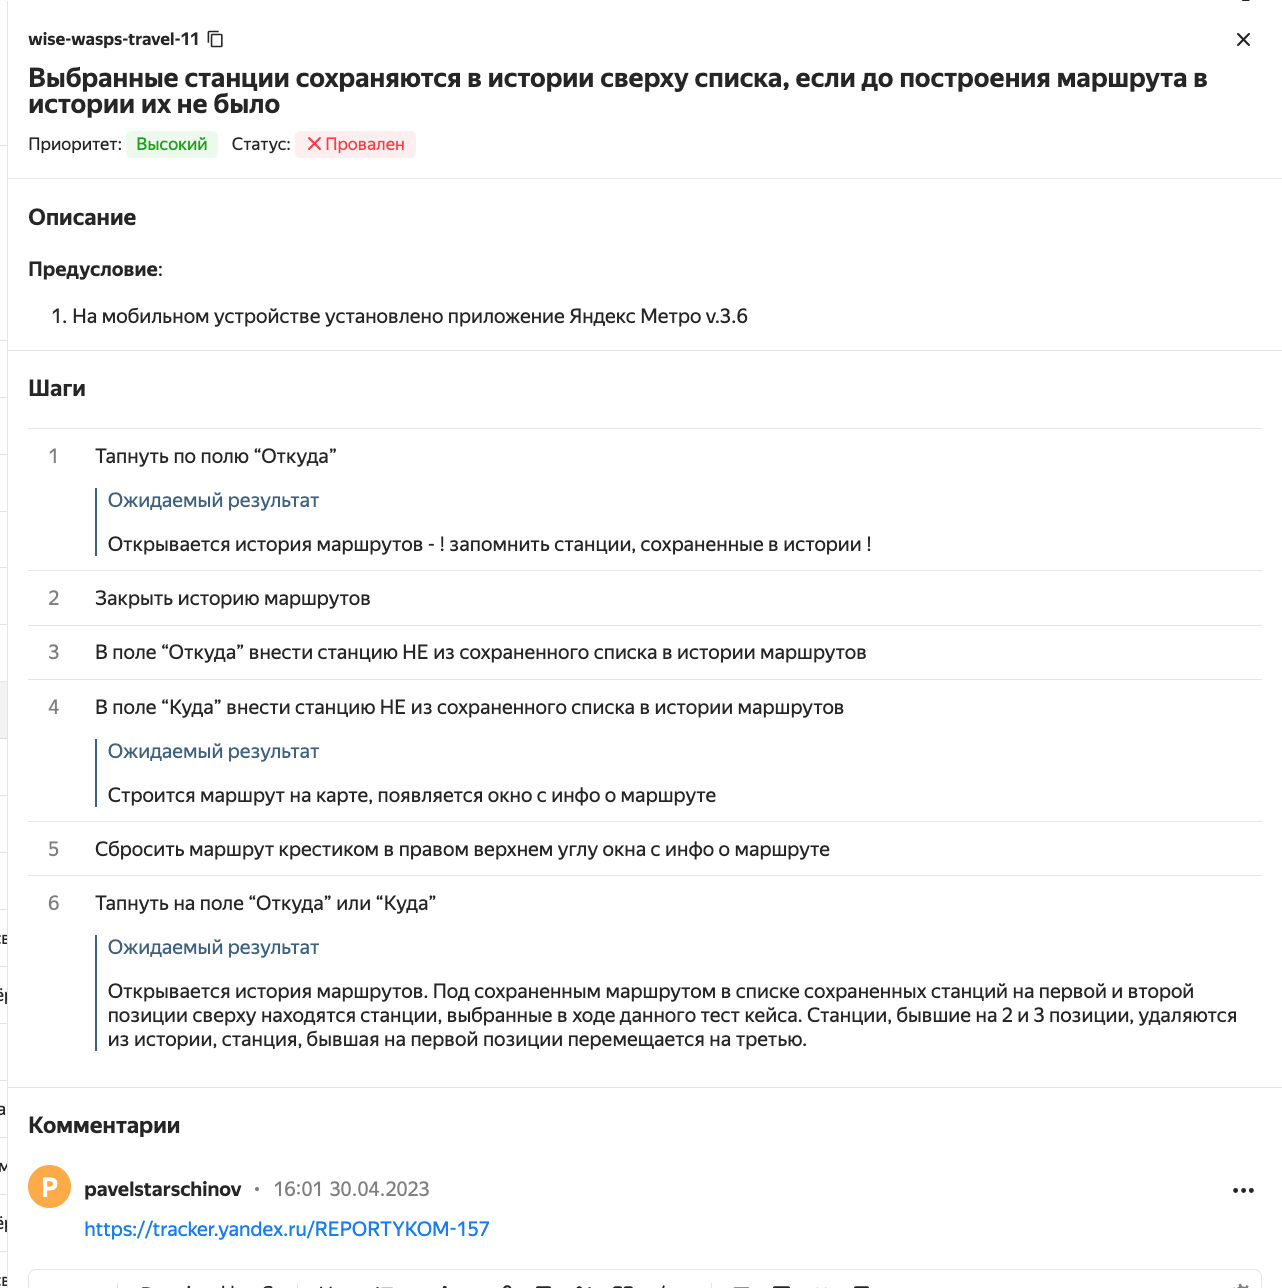 wise-wasps-travel-11
Выбранные станции сохраняются в истории сверху списка, если до построения маршрута в
истории их не было
Приоритет: Высокий Статус: Провален
Описание
Предусловие:
1. На мобильном устройстве установлено приложение Яндекс Метро v.3.6
Шаги
1 Тапнуть по полю “Откуда”
Ожидаемый результат
Открывается история маршрутов - ! запомнить станции, сохраненные в истории !
2 Закрыть историю маршрутов
3 В поле “Откуда” внести станцию НЕ из сохраненного списка в истории маршрутов
4 В поле “Куда” внести станцию НЕ из сохраненного списка в истории маршрутов
Ожидаемый результат
Строится маршрут на карте, появляется окно с инфо о маршруте
5 Сбросить маршрут крестиком в правом верхнем углу окна с инфо о маршруте
6 Тапнуть на поле “Откуда” или “Куда”
Ожидаемый результат
Открывается история маршрутов. Под сохраненным маршрутом в списке сохраненных станций на первой и второй
позиции сверху находятся станции, выбранные в ходе данного тест кейса. Станции, бывшие на 2 и 3 позиции, удаляются
из истории, станция, бывшая на первой позиции перемещается на третью.
Комментарии
P pavelstarschinov · 16:01 30.04.2023
https://tracker.yandex.ru/REPORTYKOM-157